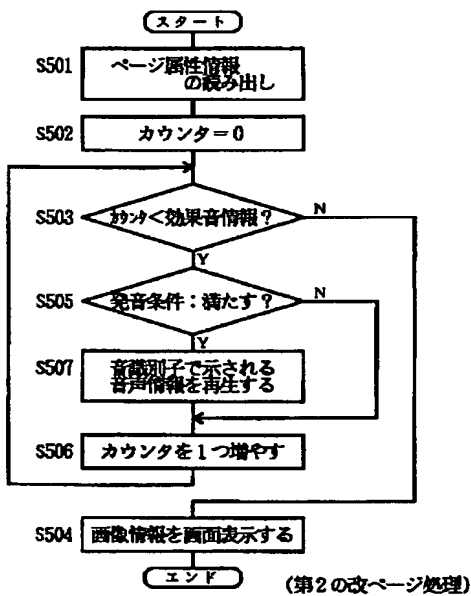 スタート
S501 ページ属性情報
の読み出し
S502 カウンタ＝0
S503 カウンタ＜効果音情報？ N
Y
S505 発音条件：満たす？ N
Y
S507 音識別子で示される
音声情報を再生する
S506 カウンタを１つ増やす
S504 画像情報を画面表示する
エンド
(第２の改ページ処理)